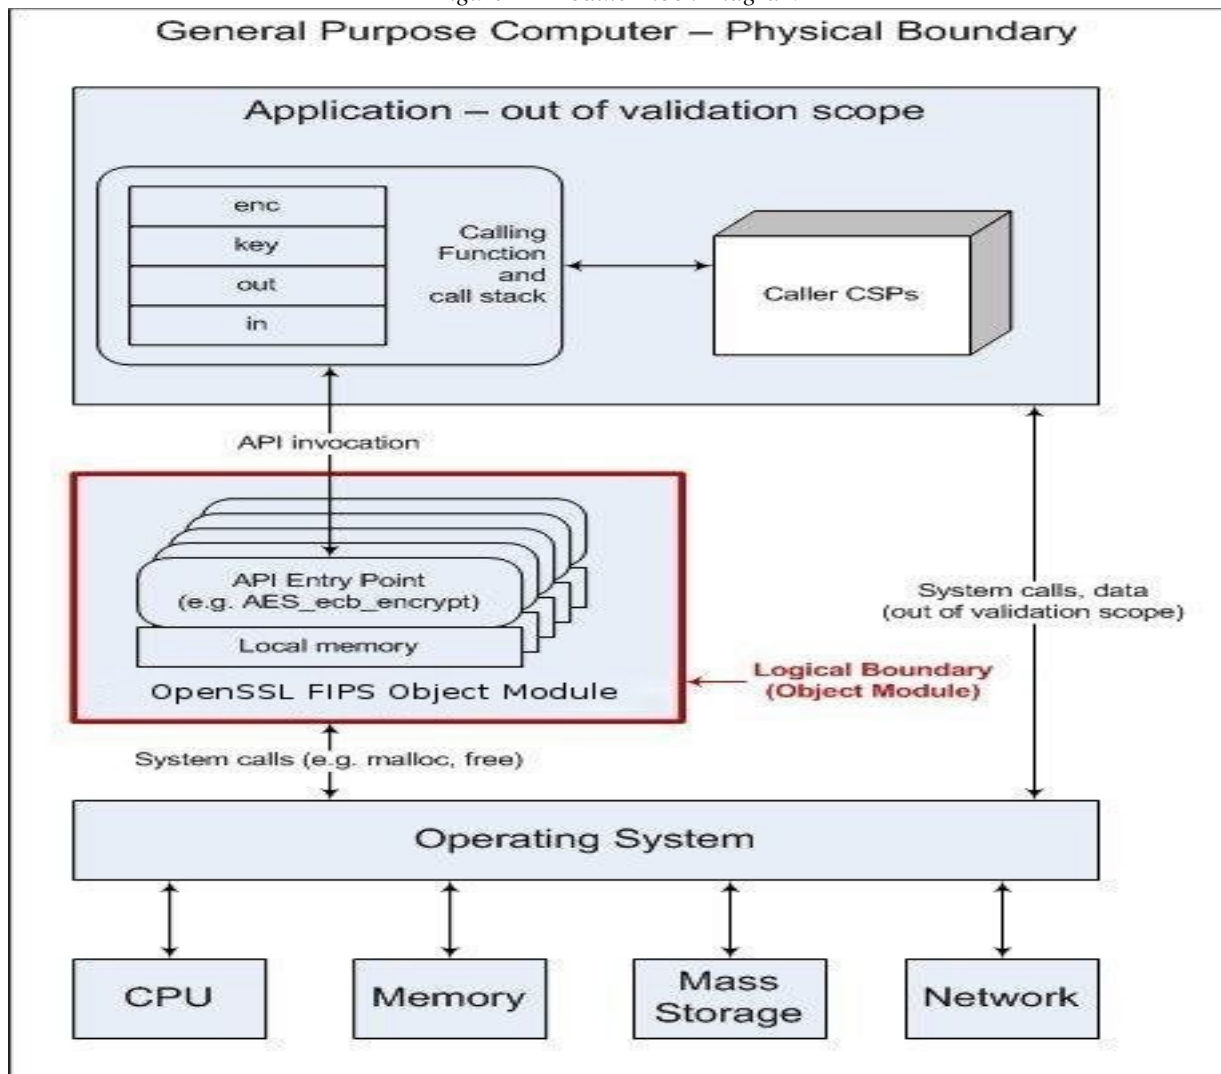 General Purpose Computer – Physical Boundary
Application – out of validation scope
enc
key
out
in
Calling
Function
and
call stack
Caller CSPs
API invocation
API Entry Point
(e.g. AES_ecb_encrypt)
Local memory
OpenSSL FIPS Object Module
Logical Boundary
(Object Module)
System calls, data
(out of validation scope)
System calls (e.g. malloc, free)
Operating System
CPU
Memory
Mass
Storage
Network